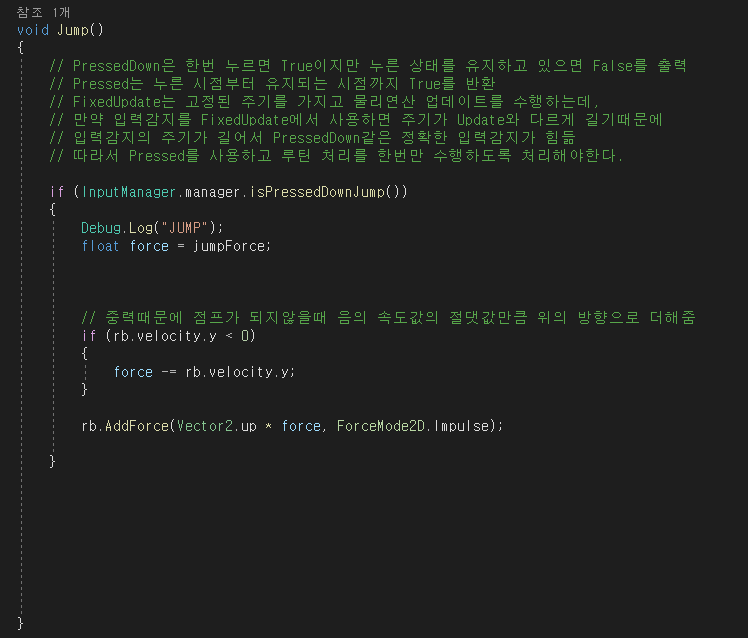 참조 1개
void Jump()
{
// PressedDown은 한번 누르면 True이지만 누른 상태를 유지하고 있으면 False를 출력
// Pressed는 누른 시점부터 유지되는 시점까지 True를 반환
// FixedUpdate는 고정된 주기를 가지고 물리연산 업데이트를 수행하는데,
// 만약 입력감지를 FixedUpdate에서 사용하면 주기가 Update와 다르게 길기때문에
// 입력감지의 주기가 길어서 PressedDown같은 정확한 입력감지가 힘듦
// 따라서 Pressed를 사용하고 루틴 처리를 한번만 수행하도록 처리해야한다.
if (InputManager.manager.isPressedDownJump())
{
Debug.Log("JUMP");
float force = jumpForce;
// 중력때문에 점프가 되지않을때 음의 속도값의 절댓값만큼 위의 방향으로 더해줌
if (rb.velocity.y < 0)
{
force -= rb.velocity.y;
}
rb.AddForce(Vector2.up * force, ForceMode2D.Impulse);
}
}